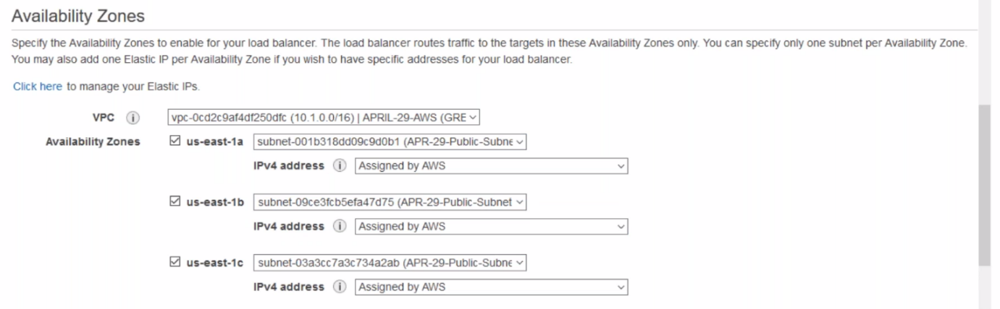 Availability Zones
Specify the Availability Zones to enable for your load balancer. The load balancer routes traffic to the targets in these Availability Zones only. You can specify only one subnet per Availability Zone.
You may also add one Elastic IP per Availability Zone if you wish to have specific addresses for your load balancer.
Click here to manage your Elastic IPs.
VPC i vpc-0cd2c9af4df250dfc (10.1.0.0/16) | APRIL-29-AWS (GRE
Availability Zones us-east-1a subnet-001b318dd09c9d0b1 (APR-29-Public-Subne
IPv4 address i Assigned by AWS
us-east-1b subnet-09ce3fcb5efa47d75 (APR-29-Public-Subnet
IPv4 address i Assigned by AWS
us-east-1c subnet-03a3cc7a3c734a2ab (APR-29-Public-Subne
IPv4 address i Assigned by AWS